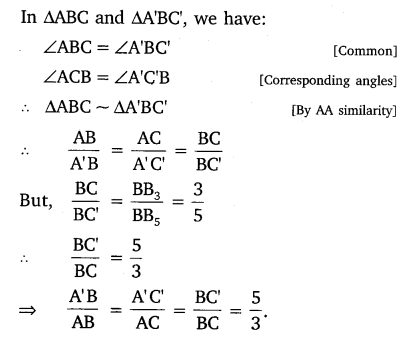 In ΔABC and ΔA'BC', we have:
∠ABC = ∠A'BC' [Common]
∠ACB = ∠A'C'B [Corresponding angles]
∴ ΔABC ~ ΔA'BC' [By AA similarity]
∴ AB/A'B = AC/A'C' = BC/BC'
But, BC/BC' = BB₃/BB₅ = 3/5
∴ BC'/BC = 5/3
⇒ A'B/AB = A'C'/AC = BC'/BC = 5/3.